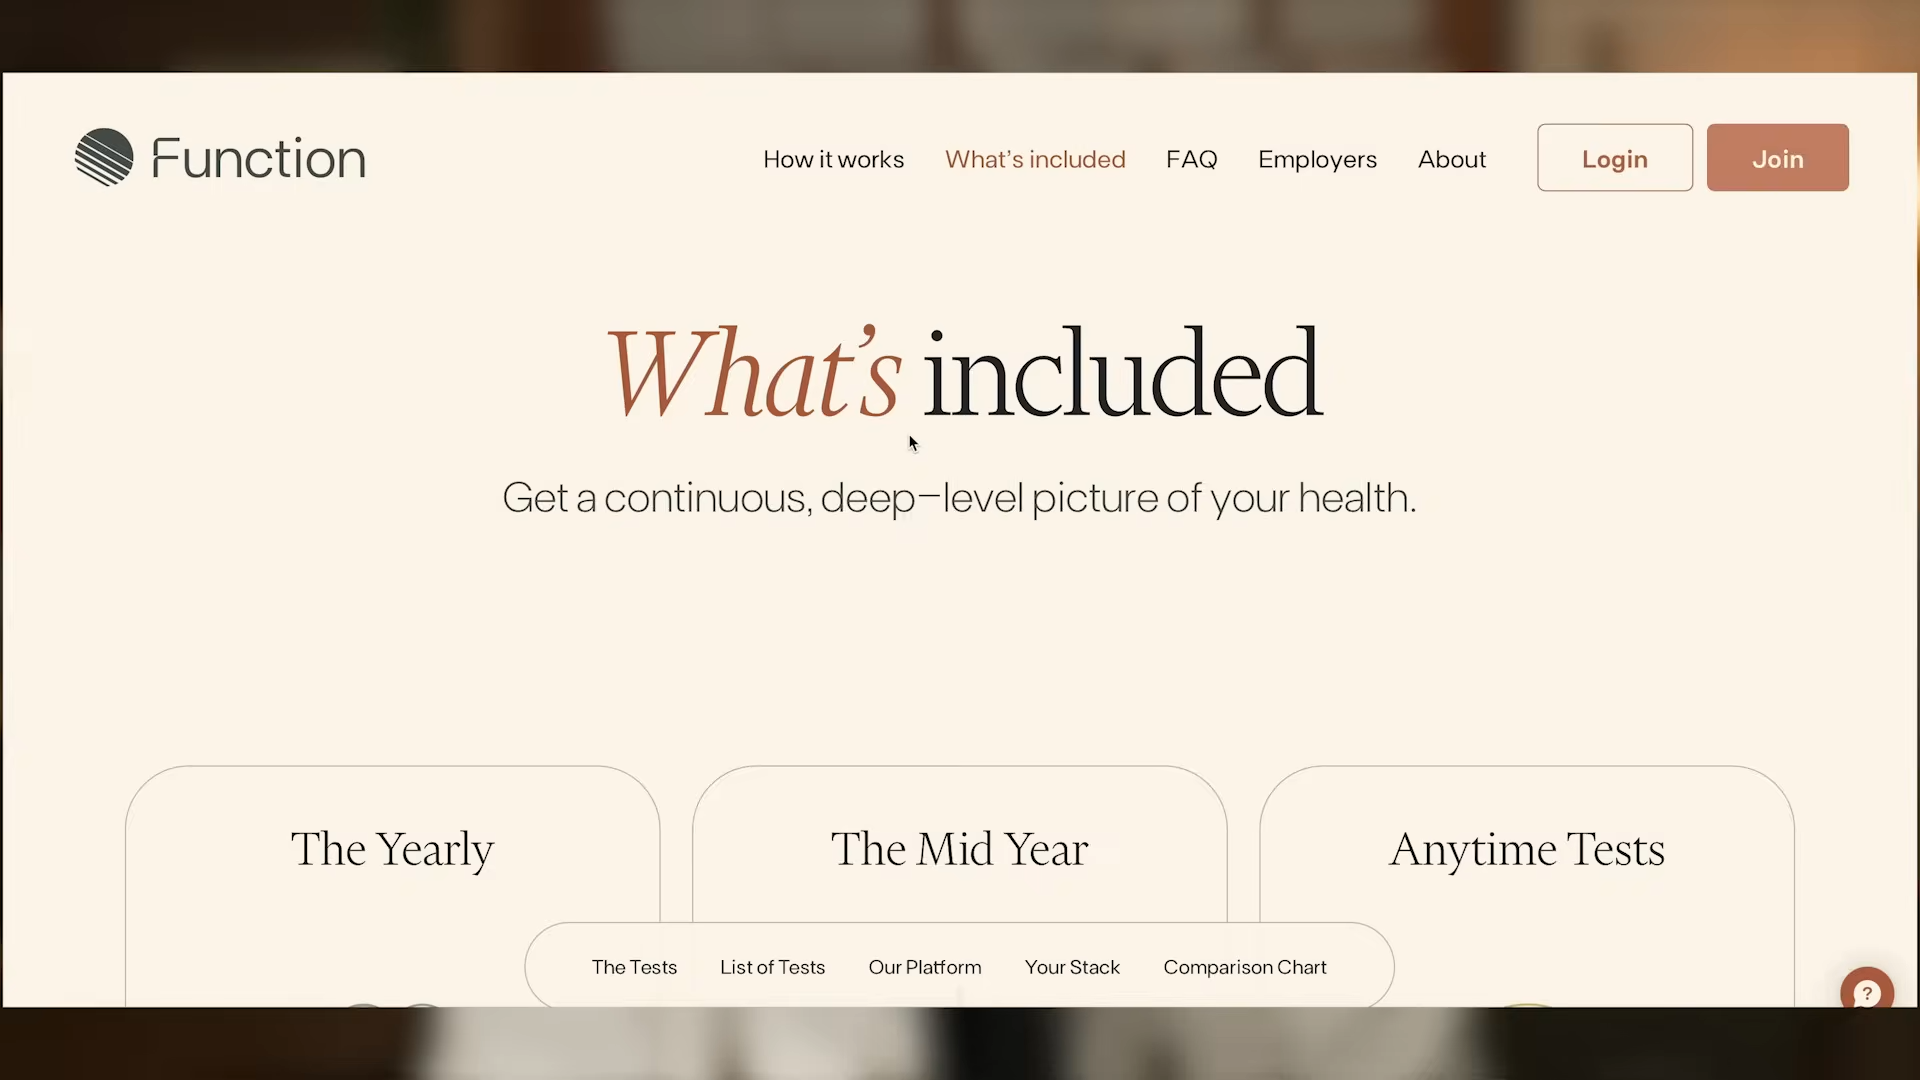 Function
How it works What's included FAQ Employers About Login Join
What's included
Get a continuous, deep-level picture of your health.
The Yearly The Mid Year Anytime Tests
The Tests List of Tests Our Platform Your Stack Comparison Chart
?